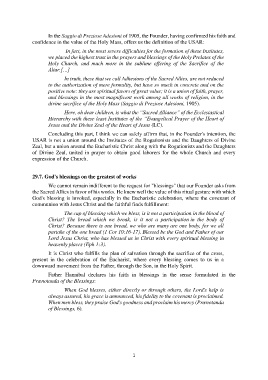 In the Saggio di Preziose Adesioni of 1905, the Founder, having confirmed his faith and
confidence in the value of the Holy Mass, offers us the definition of the USAR:
In fact, in the most severe difficulties for the formation of these Institutes,
we placed the highest trust in the prayers and blessings of the Holy Prelates of the
Holy Church, and much more in the sublime offering of the Sacrifice of the
Altar [...]
In truth, those that we call Adhesions of the Sacred Allies, are not reduced
to the authorization of mere formality, but have so much in concrete and on the
positive note: they are spiritual favors of great value, it is a union of faith, prayer
and blessings in the most magnificent work among all works of religion, in the
divine sacrifice of the Holy Mass (Saggio di Preziose Adesioni, 1905).
Here, oh dear children, is what the "Sacred Alliance" of the Ecclesiastical
Hierarchy with these least Institutes of the "Evangelical Prayer of the Heart of
Jesus and the Divine Zeal of the Heart of Jesus (LC).
Concluding this part, I think we can safely affirm that, in the Founder's intention, the
USAR is not a union around the Institutes of the Rogationists and the Daughters of Divine
Zeal, but a union around the Eucharistic Christ along with the Rogationists and the Daughters
of Divine Zeal, united in prayer to obtain good laborers for the whole Church and every
expression of the Church.
29.7. God's blessings on the greatest of works
We cannot remain indifferent to the request for "blessings" that our Founder asks from
the Sacred Allies in favor of his works. He knew well the value of this ritual gesture with which
God's blessing is invoked, especially in the Eucharistic celebration, where the covenant of
communion with Jesus Christ and the faithful finds fulfillment:
The cup of blessing which we bless, is it not a participation in the blood of
Christ? The bread which we break, is it not a participation in the body of
Christ? Because there is one bread, we who are many are one body, for we all
partake of the one bread (1 Cor 10:16-17). Blessed be the God and Father of our
Lord Jesus Christ, who has blessed us in Christ with every spiritual blessing in
heavenly places (Eph 1:3).
It is Christ who fulfills the plan of salvation through the sacrifice of the cross,
present in the celebration of the Eucharist, where every blessing comes to us in a
downward movement from the Father, through the Son, in the Holy Spirit.
Father Hannibal declares his faith in blessings in the sense formulated in the
Praenotanda of the Blessings:
When God blesses, either directly or through others, the Lord's help is
always assured, his grace is announced, his fidelity to the covenant is proclaimed.
When men bless, they praise God's goodness and proclaim his mercy (Praenotanda
of Blessings, 6).